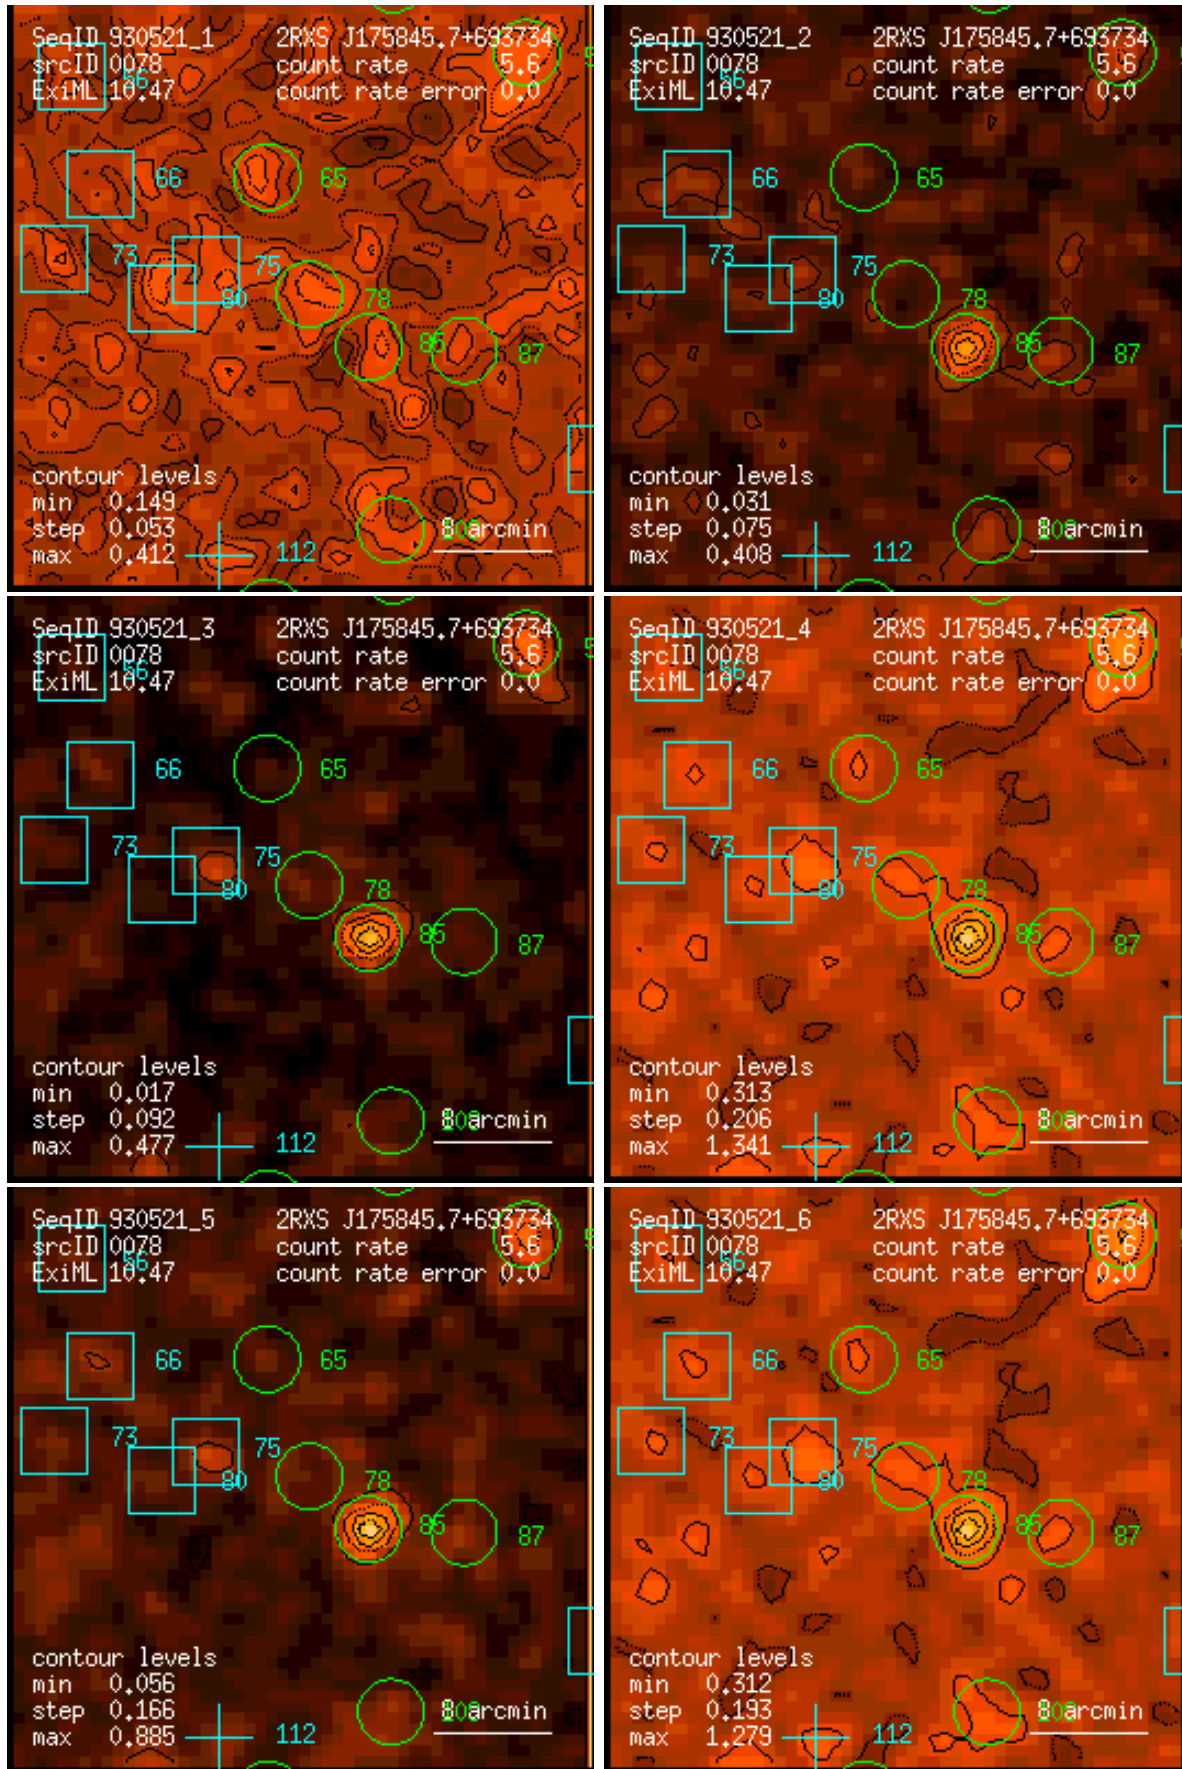 SeqID 930521_1 2RXS J175845.7+693734
srcID 0078 count rate 5.6
56
ExiML 10.47 count rate error 0.0
66 65
73 75
80 78
85 87
contour levels
min 0.149
step 0.053 8 arcmin
max 0.412 112
SeqID 930521_2 2RXS J175845.7+693734
srcID 0078 count rate 5.6
56
ExiML 10.47 count rate error 0.0
66 65
73 75
80 78
85 87
contour levels
min 0.031
step 0.075 8 arcmin
max 0.408 112
SeqID 930521_3 2RXS J175845.7+693734
srcID 0078 count rate 5.6
56
ExiML 10.47 count rate error 0.0
66 65
73 75
80 78
85 87
contour levels
min 0.017
step 0.092 8 arcmin
max 0.477 112
SeqID 930521_4 2RXS J175845.7+693734
srcID 0078 count rate 5.6
56
ExiML 10.47 count rate error 0.0
66 65
73 75
80 78
85 87
contour levels
min 0.313
step 0.206 8 arcmin
max 1.341 112
SeqID 930521_5 2RXS J175845.7+693734
srcID 0078 count rate 5.6
56
ExiML 10.47 count rate error 0.0
66 65
73 75
80 78
85 87
contour levels
min 0.056
step 0.166 8 arcmin
max 0.885 112
SeqID 930521_6 2RXS J175845.7+693734
srcID 0078 count rate 5.6
56
ExiML 10.47 count rate error 0.0
66 65
73 75
80 78
85 87
contour levels
min 0.312
step 0.193 8 arcmin
max 1.279 112